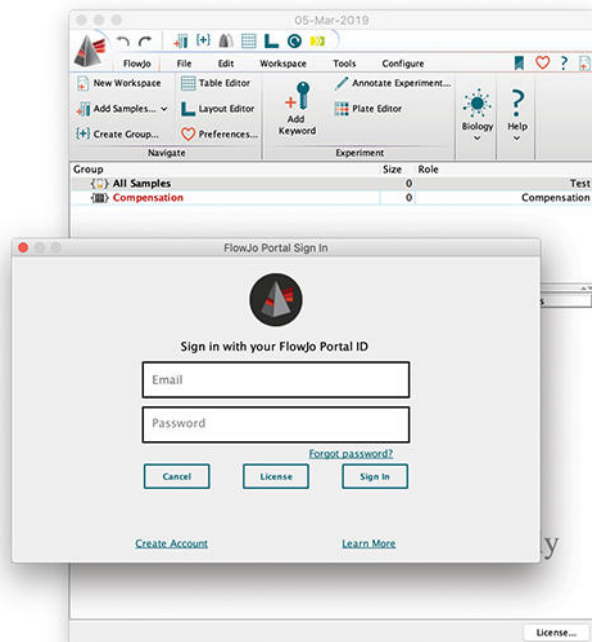 05-Mar-2019
FlowJo File Edit Workspace Tools Configure
New Workspace Table Editor Annotate Experiment...
Add Samples... Layout Editor Plate Editor
{+} Create Group... Preferences... Add Keyword Biology Help
Navigate Experiment
Group Size Role
All Samples 0 Test
Compensation 0 Compensation
FlowJo Portal Sign In
Sign in with your FlowJo Portal ID
Email
Password
Forgot password?
Cancel License Sign In
Create Account Learn More
License...